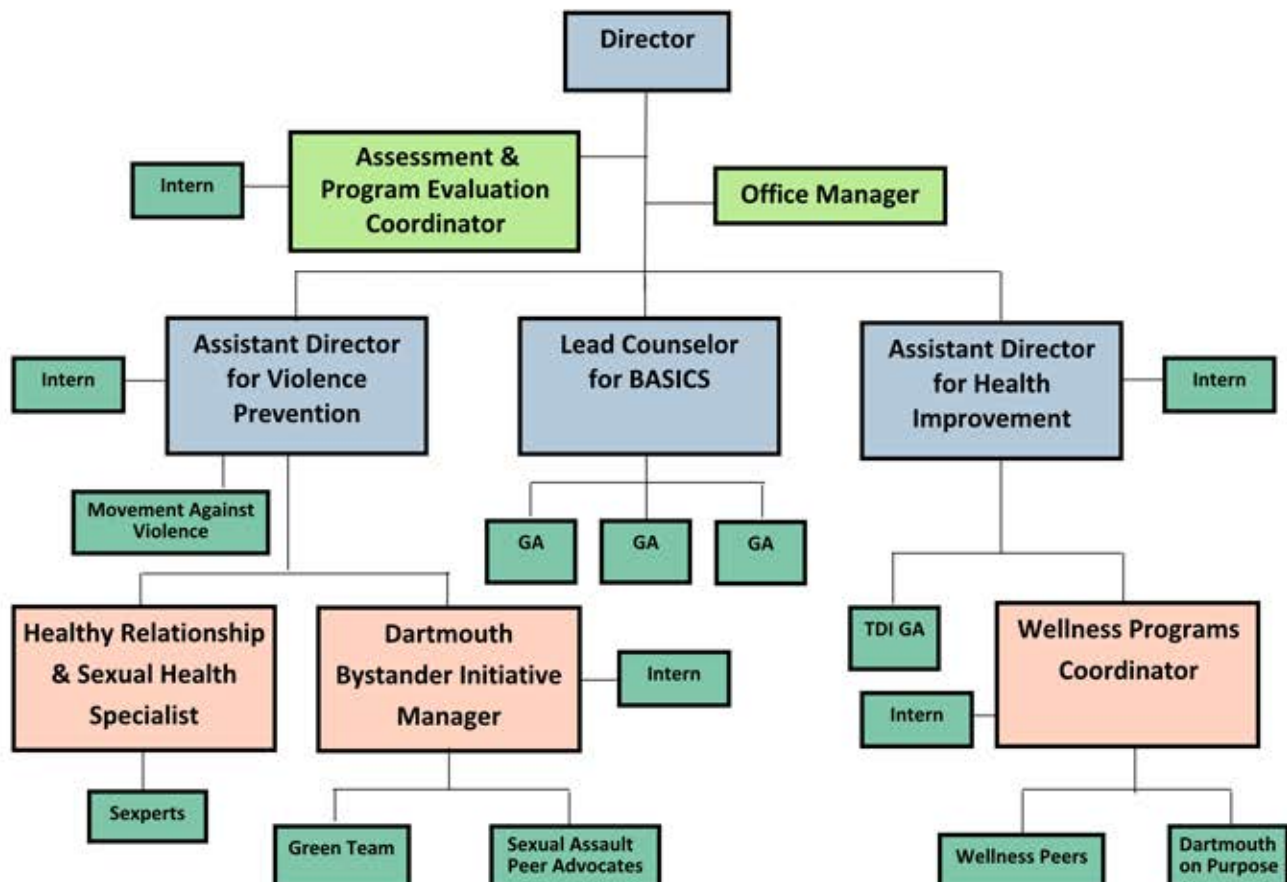 Director
Assessment &
Program Evaluation
Coordinator
Intern
Office Manager
Assistant Director
for Violence
Prevention
Intern
Lead Counselor
for BASICS
Assistant Director
for Health
Improvement
Intern
Movement Against
Violence
GA
GA
GA
Healthy Relationship
& Sexual Health
Specialist
Dartmouth
Bystander Initiative
Manager
Intern
TDI GA
Wellness Programs
Coordinator
Intern
Sexperts
Green Team
Sexual Assault
Peer Advocates
Wellness Peers
Dartmouth
on Purpose